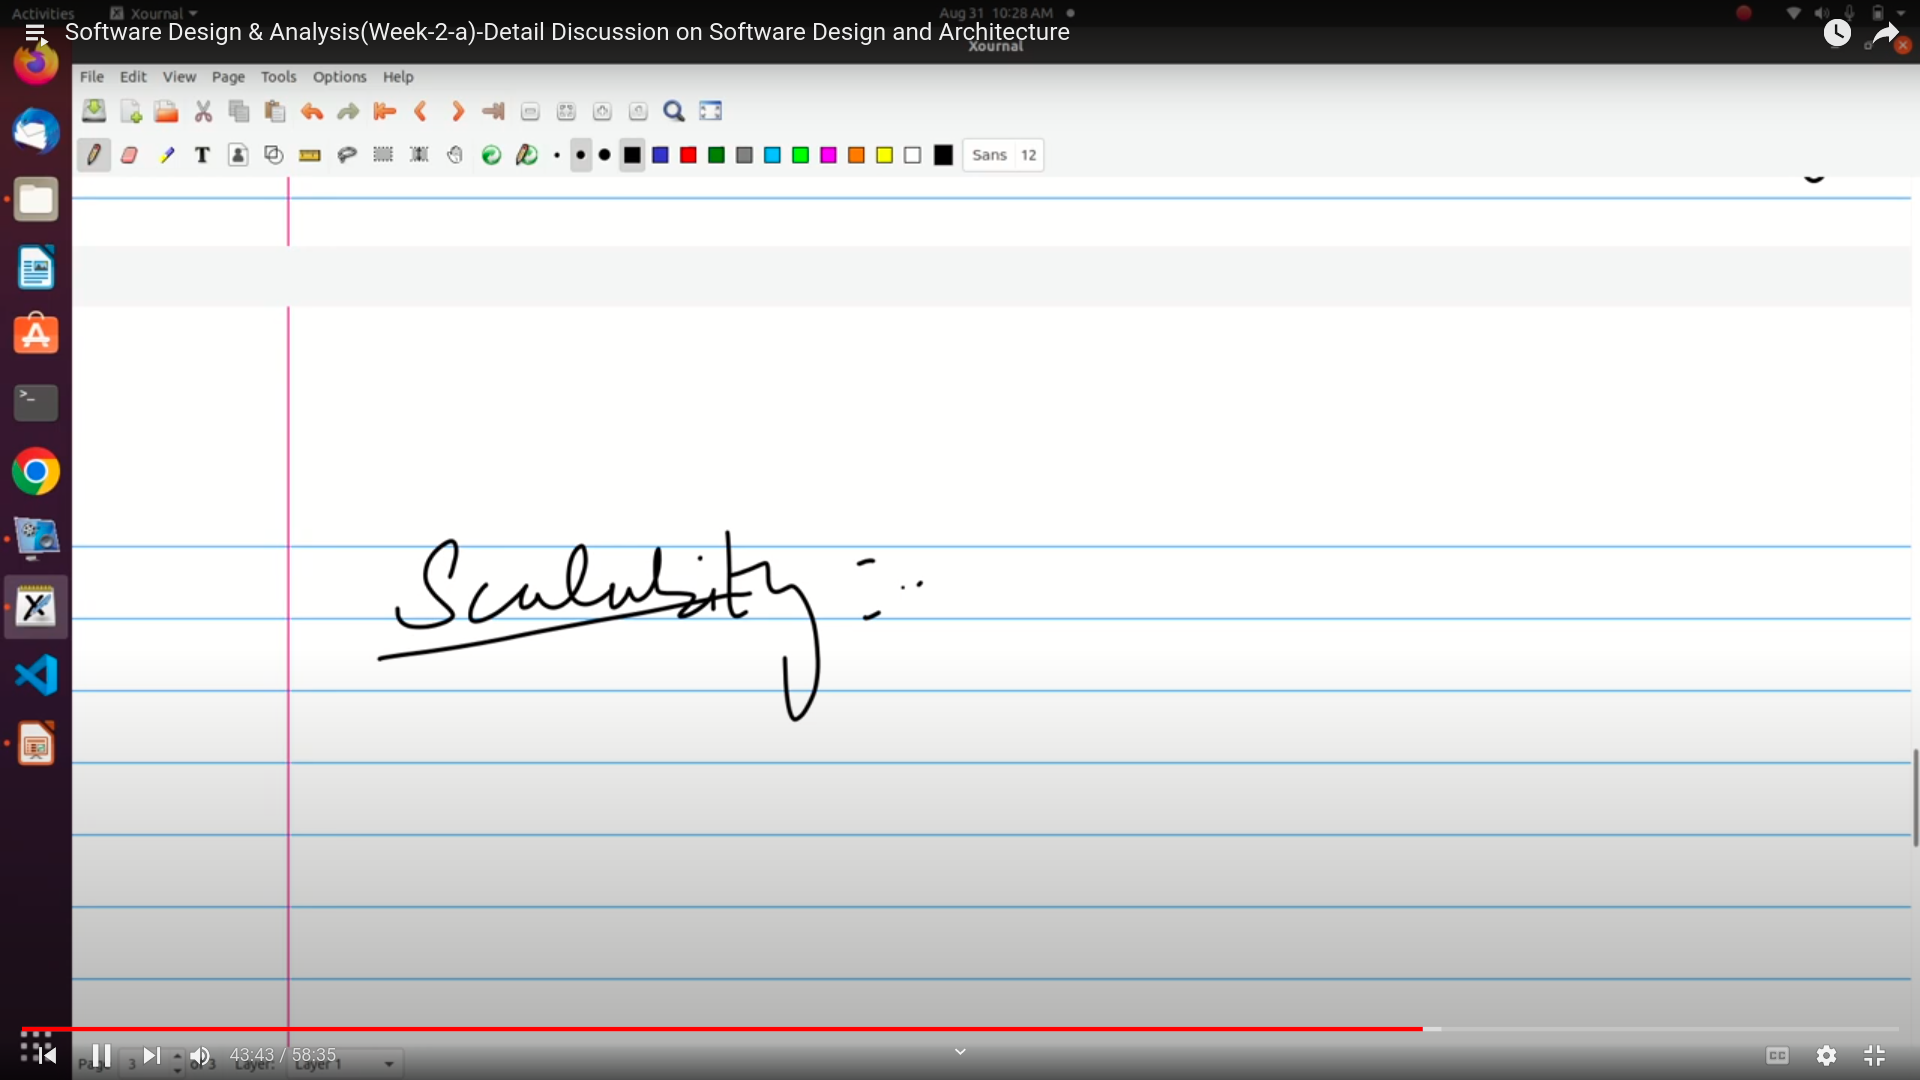 Activities Xournal Aug 31 10:28 AM
Software Design & Analysis(Week-2-a)-Detail Discussion on Software Design and Architecture
Xournal
File Edit View Page Tools Options Help
T Sans 12
Scalabity :
43:43 / 58:35 CC
Page 3 of 3 Layer: Layer 1